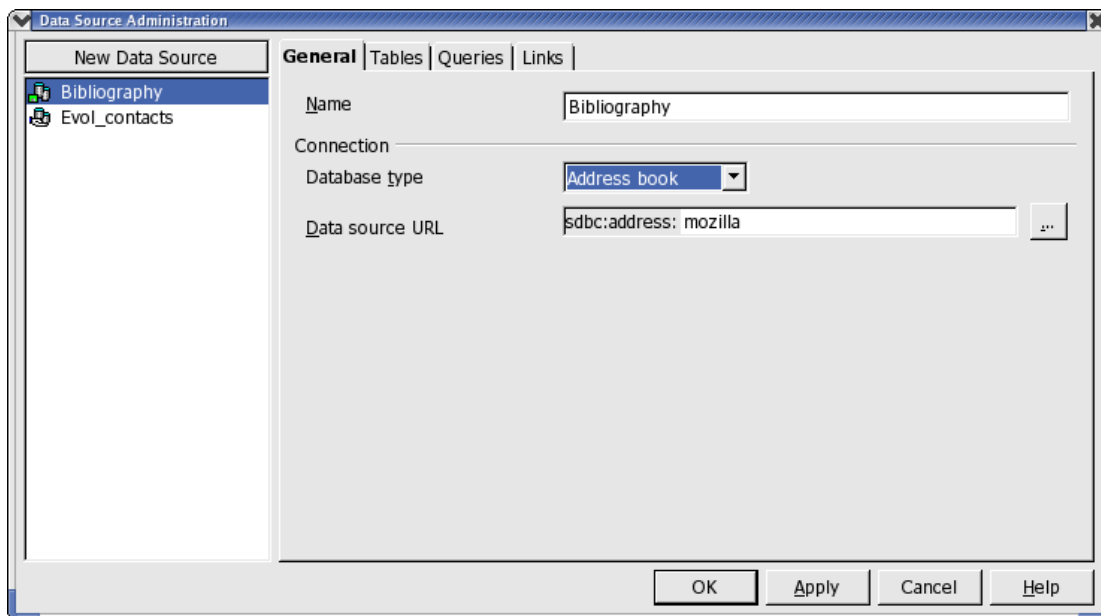 Data Source Administration
New Data Source
Bibliography
Evol_contacts
General Tables Queries Links
Name Bibliography
Connection
Database type Address book
Data source URL sdbc:address: mozilla ...
OK Apply Cancel Help